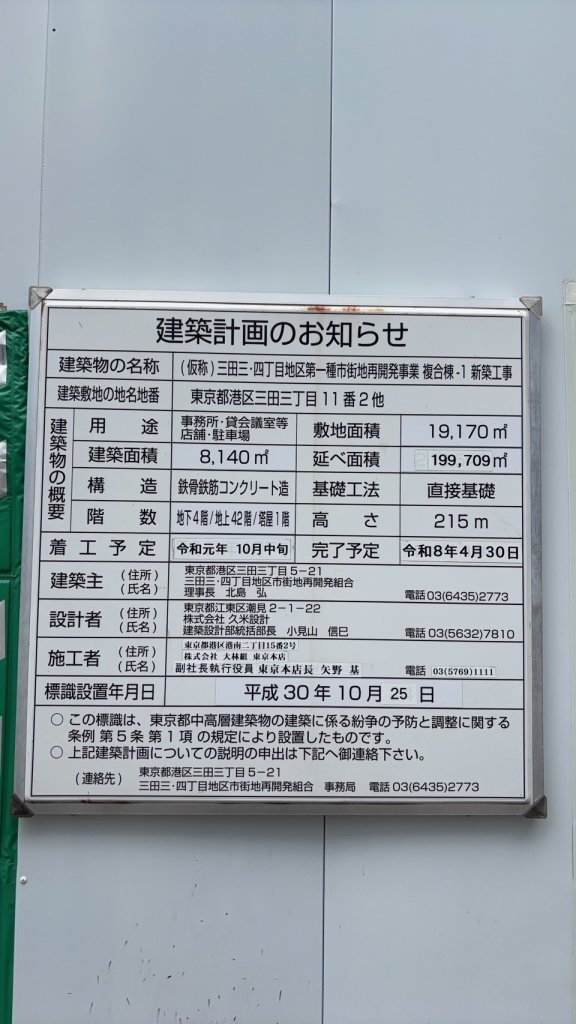 建築計画のお知らせ
建築物の名称 (仮称)三田三・四丁目地区第一種市街地再開発事業 複合棟-1 新築工事
建築敷地の地名地番 東京都港区三田三丁目11番2他
建築物の概要
用途 事務所・貸会議室等
店舗・駐車場
敷地面積 19,170㎡
建築面積 8,140㎡ 延べ面積 199,709㎡
構造 鉄骨鉄筋コンクリート造 基礎工法 直接基礎
階数 地下4階/地上42階/塔屋1階 高さ 215m
着工予定 令和元年 10月中旬 完了予定 令和8年4月30日
建築主 (住所) 東京都港区三田三丁目5-21
三田三・四丁目地区市街地再開発組合
(氏名) 理事長 北島 弘 電話03(6435)2773
設計者 (住所) 東京都江東区潮見2-1-22
株式会社 久米設計
(氏名) 建築設計部統括部長 小見山 信巳 電話03(5632)7810
施工者 (住所) 東京都港区港南二丁目15番2号
株式会社 大林組 東京本店
(氏名) 副社長執行役員 東京本店長 矢野 基 電話 03(5769)1111
標識設置年月日 平成30年10月25日
○ この標識は、東京都中高層建築物の建築に係る紛争の予防と調整に関する
条例 第5条 第1項 の規定により設置したものです。
○ 上記建築計画についての説明の申出は下記へ御連絡下さい。
(連絡先) 東京都港区三田三丁目5-21
三田三・四丁目地区市街地再開発組合 事務局 電話03(6435)2773